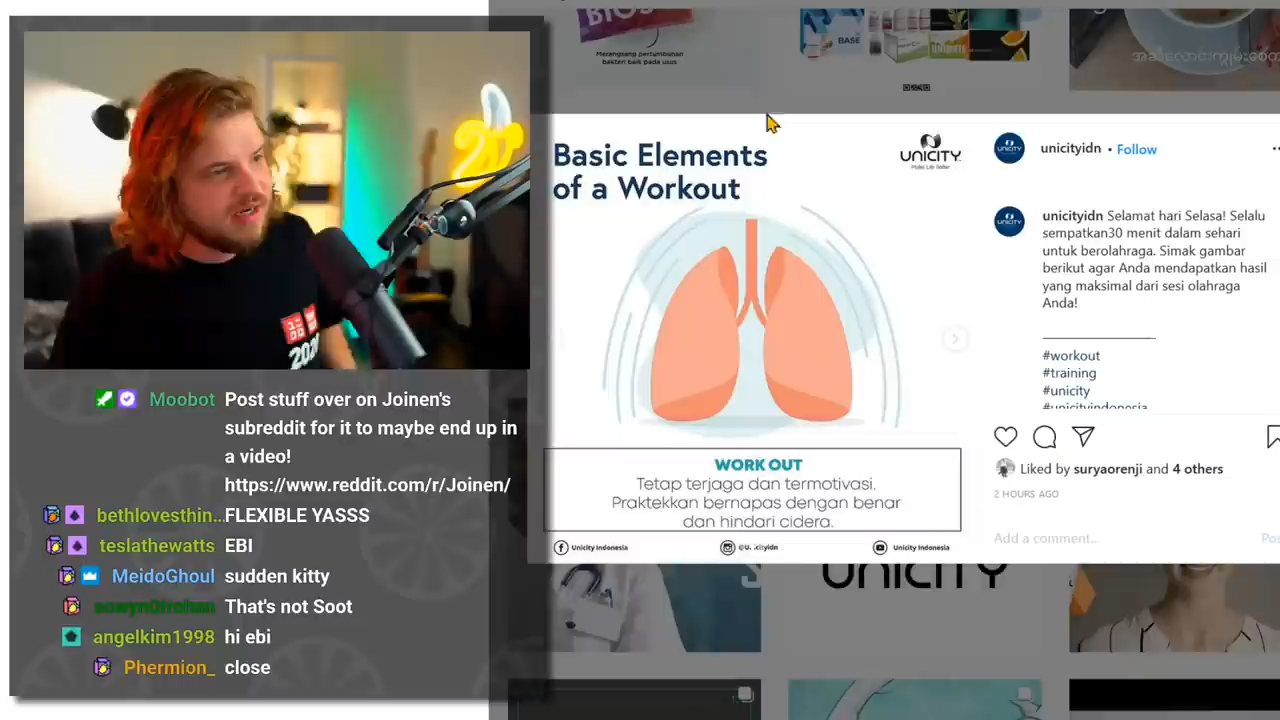 Moobot Post stuff over on Joinen's
subreddit for it to maybe end up in
a video!
https://www.reddit.com/r/Joinen/
bethlovesthin... FLEXIBLE YASSS
teslathewatts EBI
MeidoGhoul sudden kitty
That's not Soot
angelkim1998 hi ebi
Phermion_ close
Merangsang pertumbuhan
bakteri baik pada usus
BASE
UNIMATE
Basic Elements
of a Workout
UNICITY
Make Life Better
WORK OUT
Tetap terjaga dan termotivasi.
Praktekkan bernapas dengan benar
dan hindari cidera.
Unicity Indonesia
Unicity Indonesia
unicityidn • Follow
unicityidn Selamat hari Selasa! Selalu
sempatkan30 menit dalam sehari
untuk berolahraga. Simak gambar
berikut agar Anda mendapatkan hasil
yang maksimal dari sesi olahraga
Anda!
#workout
#training
#unicity
#unicityindonesia
Liked by suryaorenji and 4 others
2 HOURS AGO
Add a comment...
UNICITY